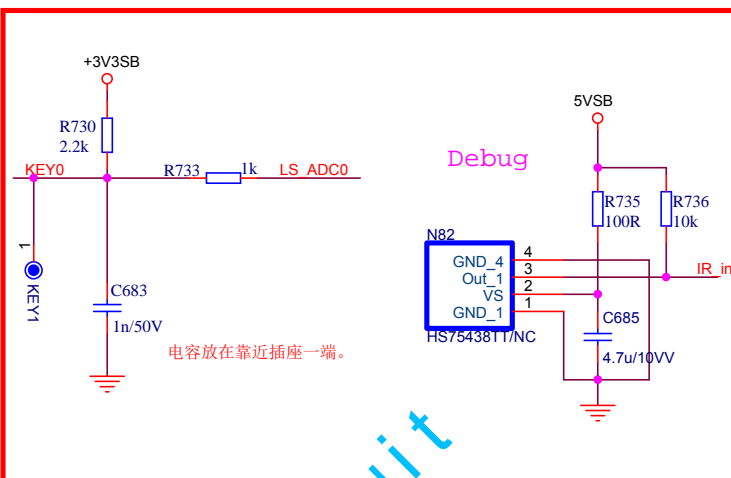 +3V3SB
R730
2.2k
KEY0
R733
1k
LS_ADC0
1
KEY1
C683
1n/50V
电容放在靠近插座一端。
Debug
5VSB
R735
100R
R736
10k
N82
GND_4
Out_1
VS
GND_1
4
3
2
1
IR_in
HS75438TT/NC
C685
4.7u/10VV